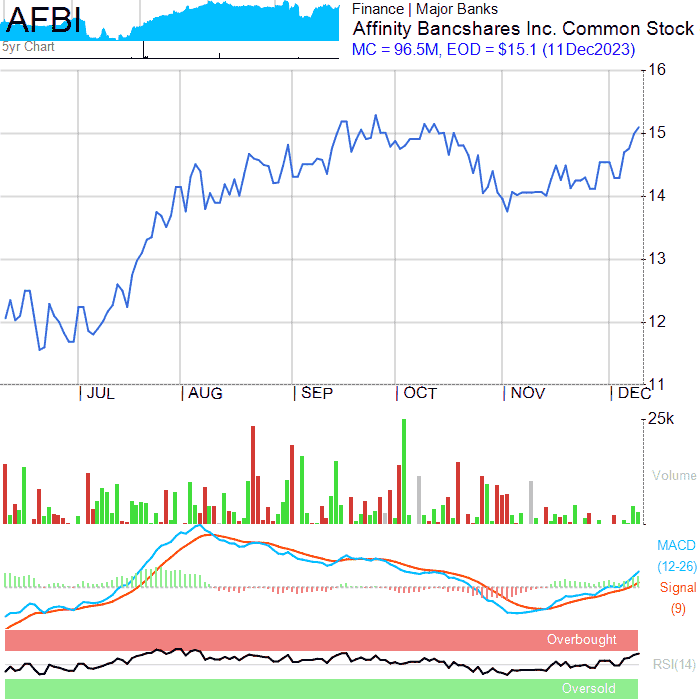 AFBI
5yr Chart
Finance | Major Banks
Affinity Bancshares Inc. Common Stock
MC = 96.5M, EOD = $15.1 (11Dec2023)
16
15
14
13
12
11
JUL AUG SEP OCT NOV DEC
25k
Volume
MACD
(12-26)
Signal
(9)
Overbought
RSI(14)
Oversold